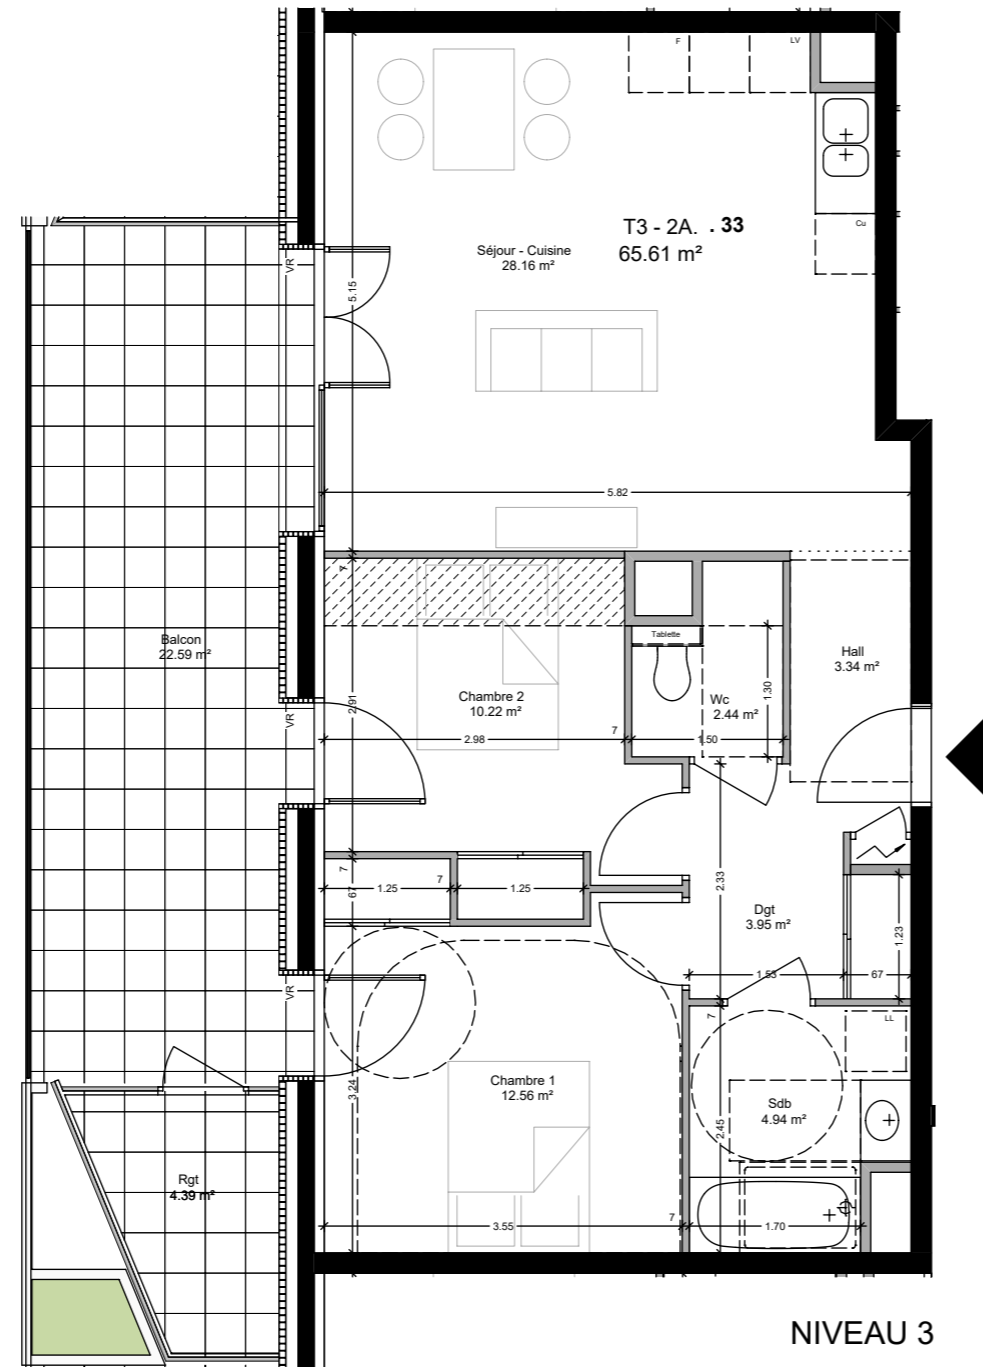 F
LV
T3 - 2A. . 33
65.61 m²
Cu
Séjour - Cuisine
28.16 m²
VR
5.15
5.82
7
Balcon
22.59 m²
Tablette
Hall
3.34 m²
Chambre 2
10.22 m²
Wc
2.44 m²
1.30
2.91
VR
2.98
7
1.50
7
67
1.25
7
1.25
2.33
Dgt
3.95 m²
1.23
1.53
67
VR
7
LL
Chambre 1
12.56 m²
3.24
Sdb
4.94 m²
2.45
Rgt
4.39 m²
3.55
7
1.70
NIVEAU 3